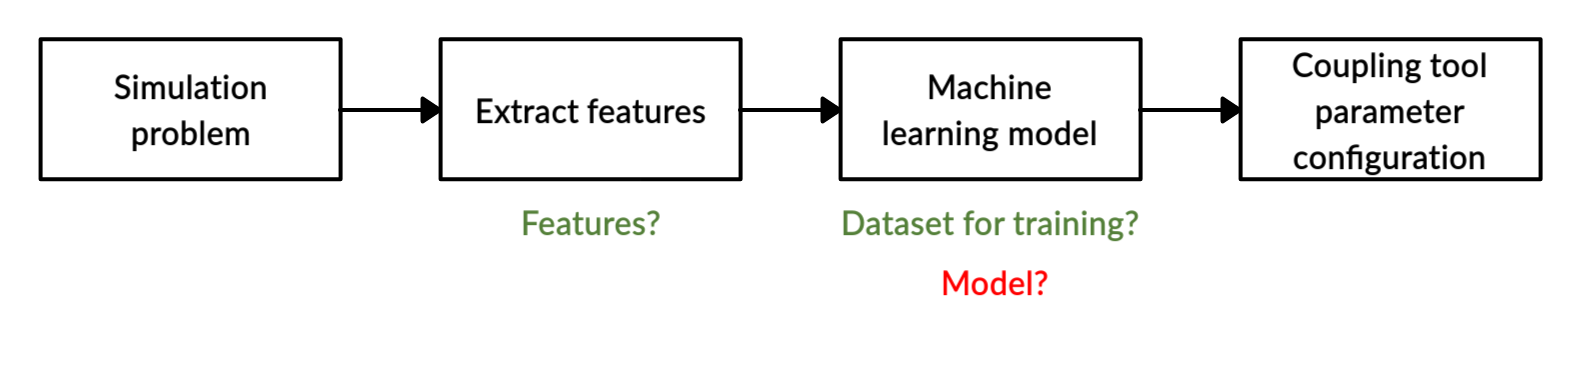 Simulation
problem
Extract features
Machine
learning model
Coupling tool
parameter
configuration
Features?
Dataset for training?
Model?